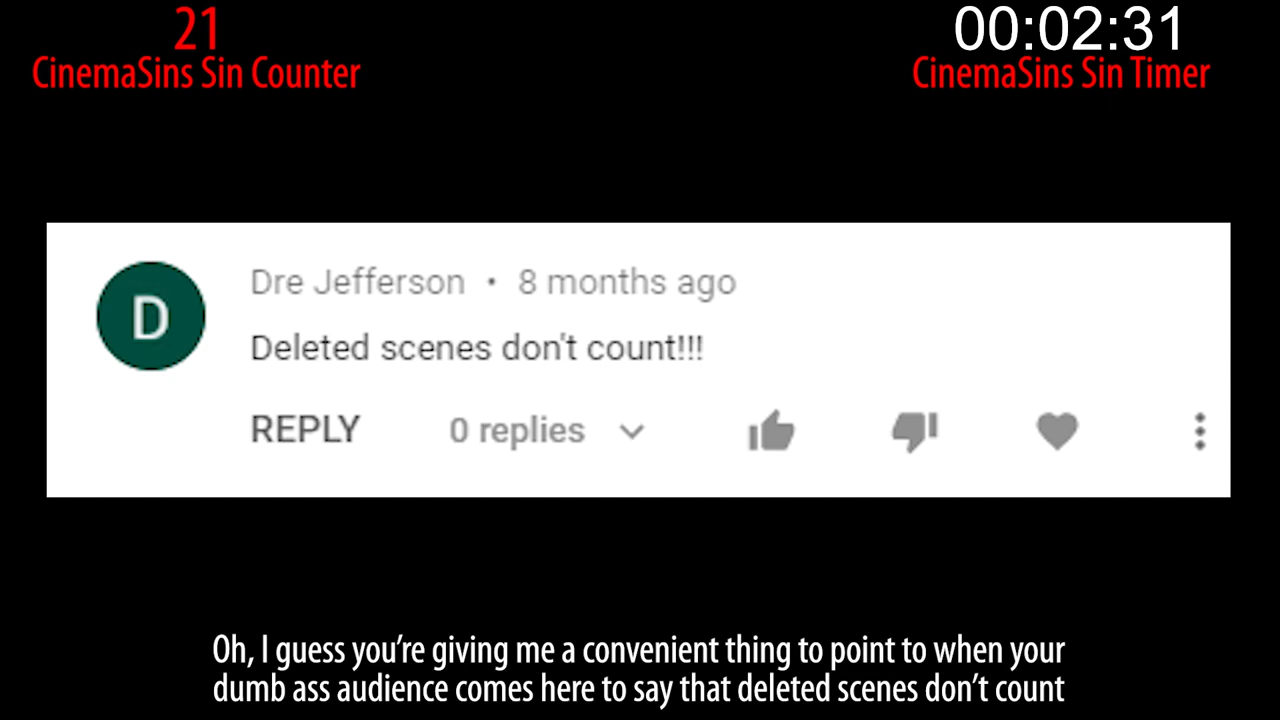 21
CinemaSins Sin Counter
00:02:31
CinemaSins Sin Timer
D
Dre Jefferson • 8 months ago
Deleted scenes don't count!!!
REPLY 0 replies
Oh, I guess you’re giving me a convenient thing to point to when your
dumb ass audience comes here to say that deleted scenes don’t count